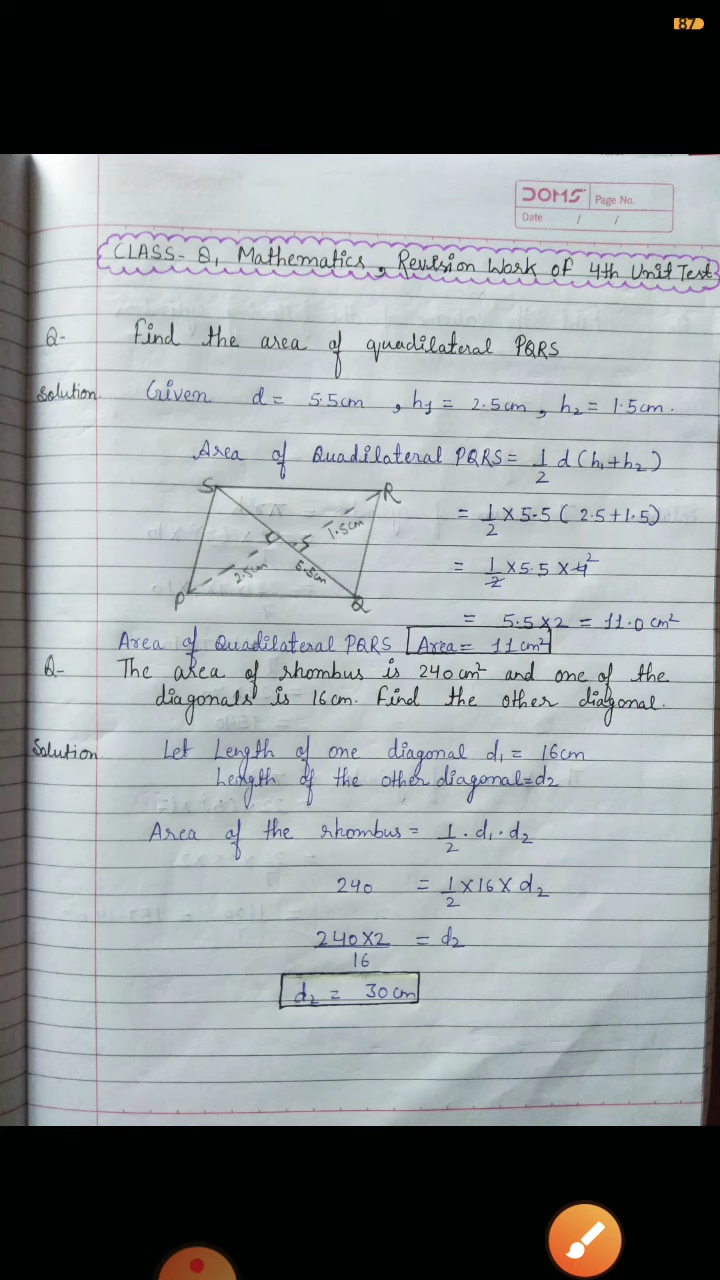 87
DOMS Page No.
Date / /
CLASS- 8, Mathematics, Revision Work of 4th Unit Test
Q- Find the area of quadilateral PQRS
Solution. Given d = 5.5cm , h1 = 2.5cm, h2 = 1.5cm.
Area of Quadilateral PQRS = 1/2 d (h1+h2)
S R
= 1/2 × 5.5 ( 2.5+1.5)
1.5cm
2.5cm 5.5cm
= 1/2 × 5.5 × 4 2
P Q
= 5.5×2 = 11.0 cm²
Area of Quadilateral PQRS Area = 11 cm²
Q- The area of rhombus is 240 cm² and one of the
diagonals is 16 cm. Find the other diagonal.
Solution Let Length of one diagonal d1 = 16cm
Length of the other diagonal = d2
Area of the rhombus = 1/2 . d1 . d2
240 = 1/2 × 16 × d2
240×2/16 = d2
d2 = 30 cm